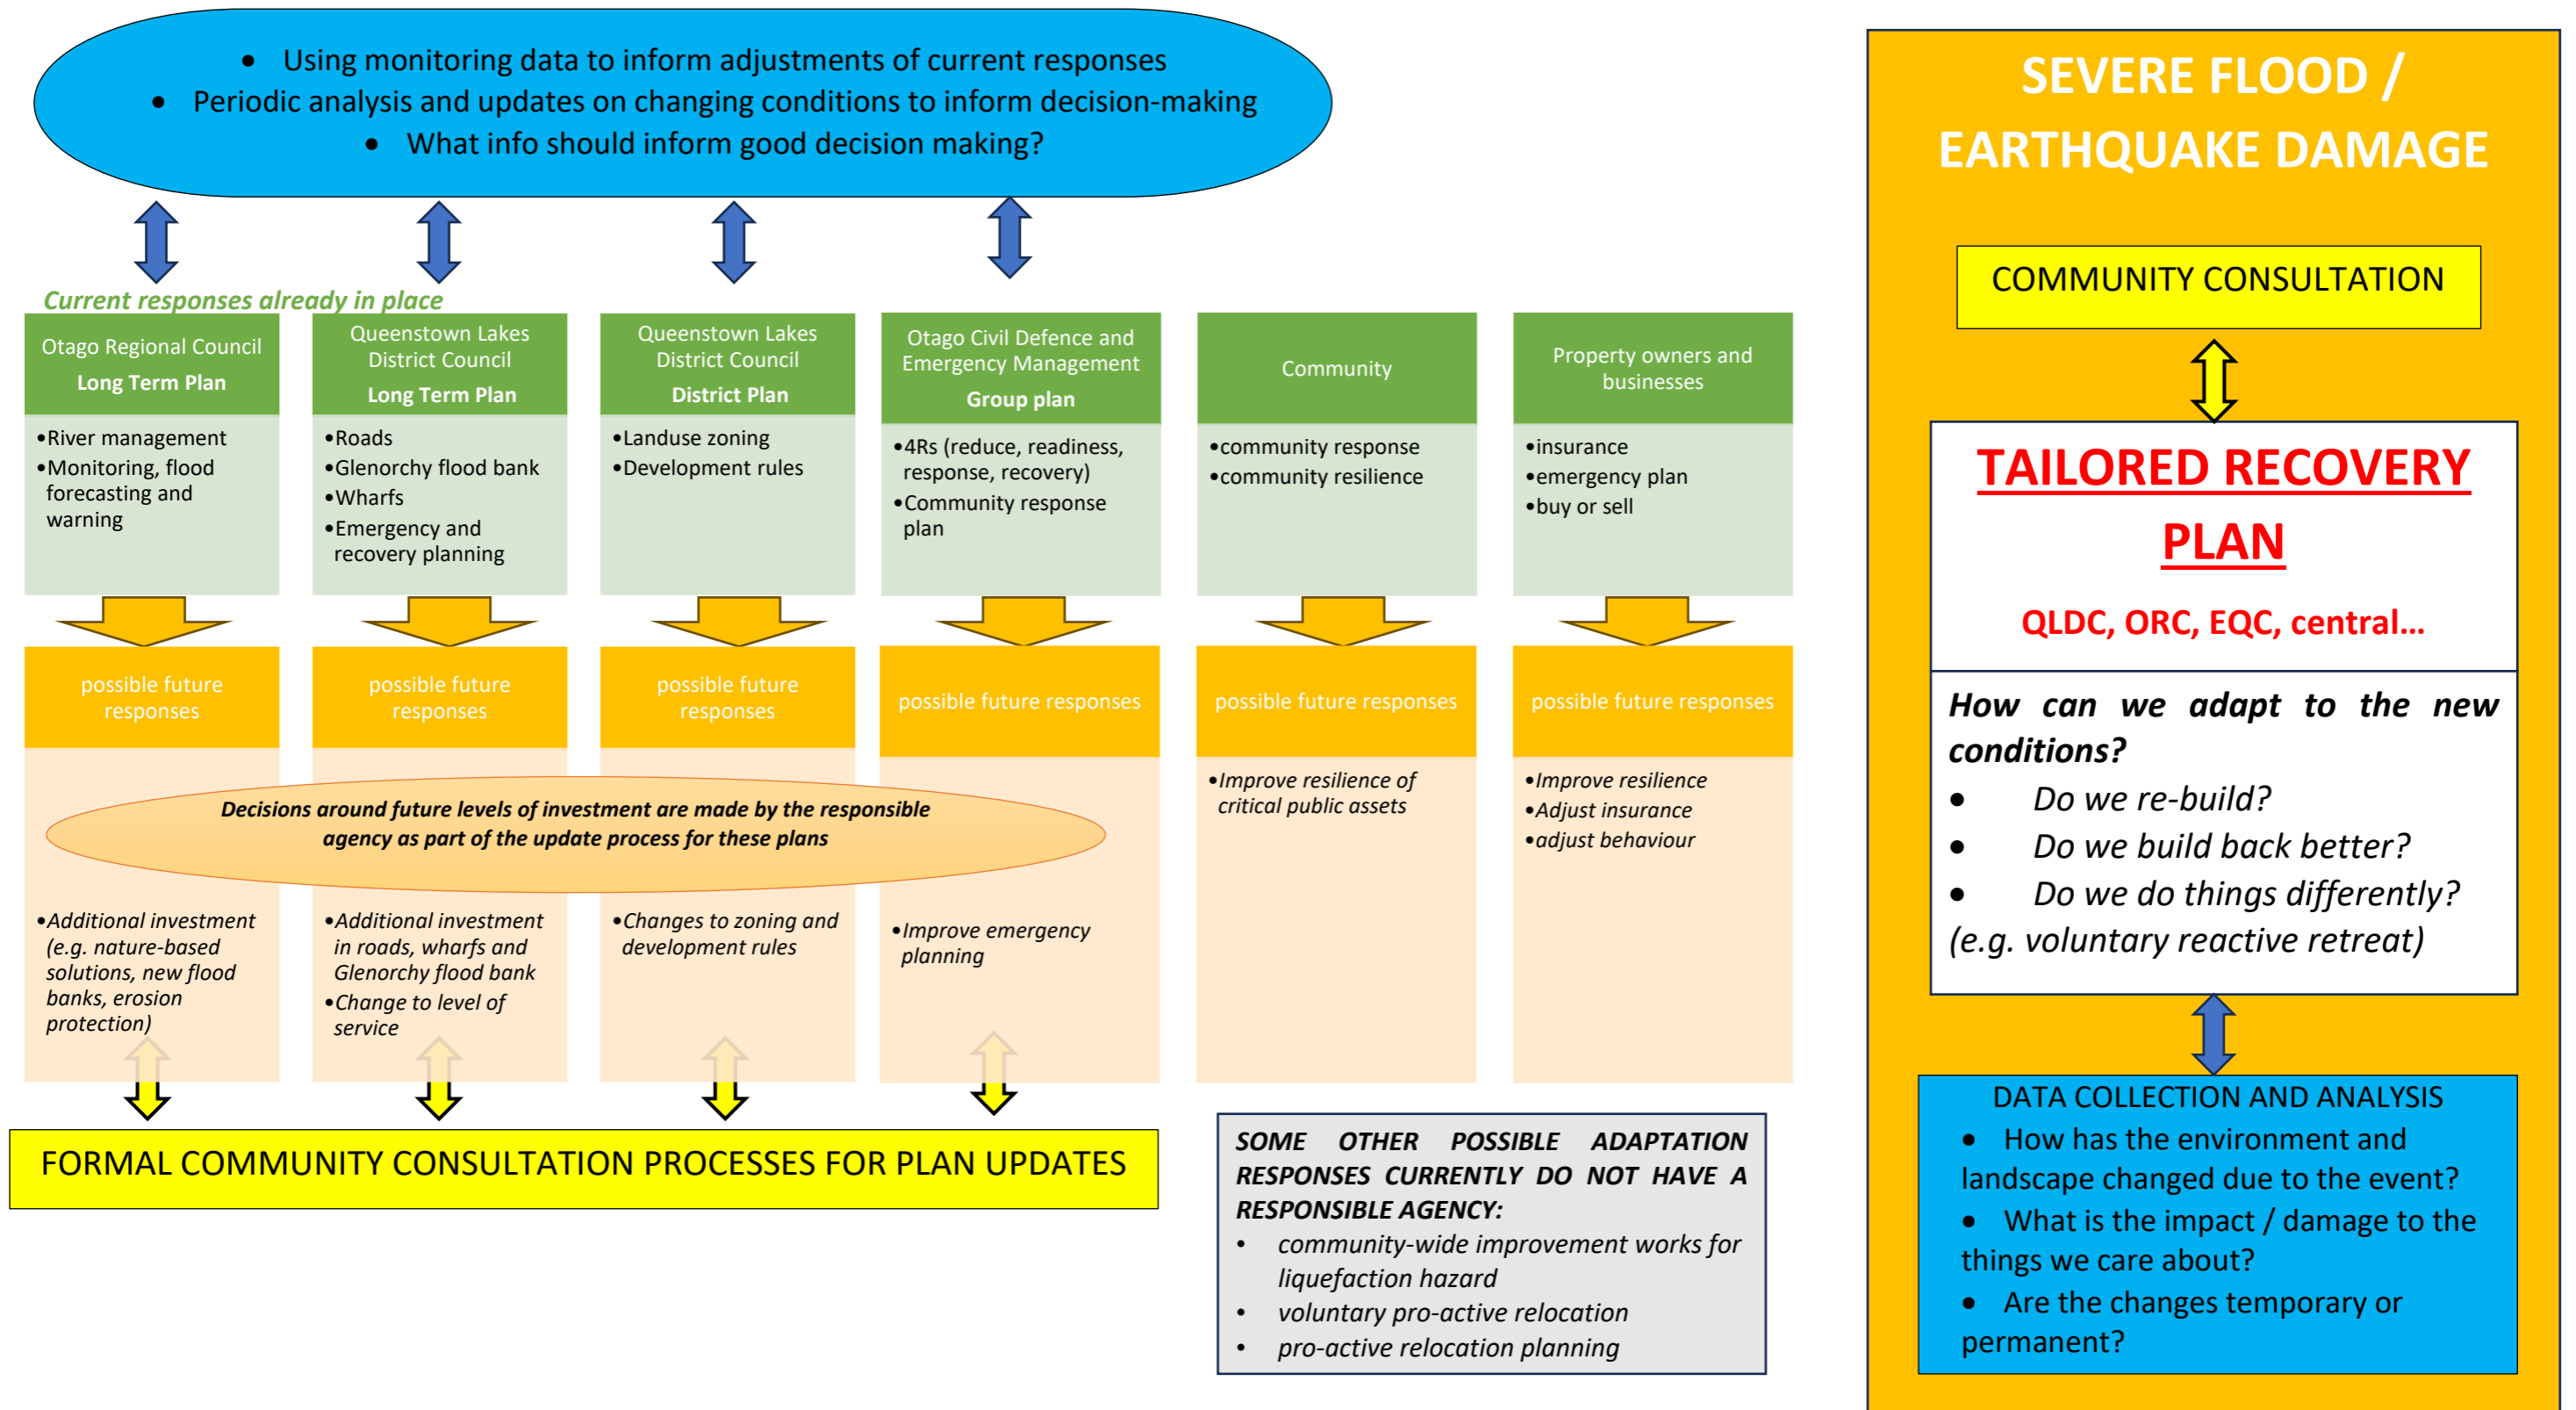 • Using monitoring data to inform adjustments of current responses
• Periodic analysis and updates on changing conditions to inform decision-making
• What info should inform good decision making?
Current responses already in place
Otago Regional Council
Long Term Plan
•River management
•Monitoring, flood
forecasting and
warning
Queenstown Lakes
District Council
Long Term Plan
•Roads
•Glenorchy flood bank
•Wharfs
•Emergency and
recovery planning
Queenstown Lakes
District Council
District Plan
•Landuse zoning
•Development rules
Otago Civil Defence and
Emergency Management
Group plan
•4Rs (reduce, readiness,
response, recovery)
•Community response
plan
Community
•community response
•community resilience
Property owners and
businesses
•insurance
•emergency plan
•buy or sell
possible future
responses
possible future
responses
possible future
responses
possible future responses
possible future responses
possible future responses
Decisions around future levels of investment are made by the responsible
agency as part of the update process for these plans
•Additional investment
(e.g. nature-based
solutions, new flood
banks, erosion
protection)
•Additional investment
in roads, wharfs and
Glenorchy flood bank
•Change to level of
service
•Changes to zoning and
development rules
•Improve emergency
planning
•Improve resilience of
critical public assets
•Improve resilience
•Adjust insurance
•adjust behaviour
FORMAL COMMUNITY CONSULTATION PROCESSES FOR PLAN UPDATES
SOME OTHER POSSIBLE ADAPTATION
RESPONSES CURRENTLY DO NOT HAVE A
RESPONSIBLE AGENCY:
• community-wide improvement works for
liquefaction hazard
• voluntary pro-active relocation
• pro-active relocation planning
SEVERE FLOOD /
EARTHQUAKE DAMAGE
COMMUNITY CONSULTATION
TAILORED RECOVERY
PLAN
QLDC, ORC, EQC, central...
How can we adapt to the new
conditions?
• Do we re-build?
• Do we build back better?
• Do we do things differently?
(e.g. voluntary reactive retreat)
DATA COLLECTION AND ANALYSIS
• How has the environment and
landscape changed due to the event?
• What is the impact / damage to the
things we care about?
• Are the changes temporary or
permanent?